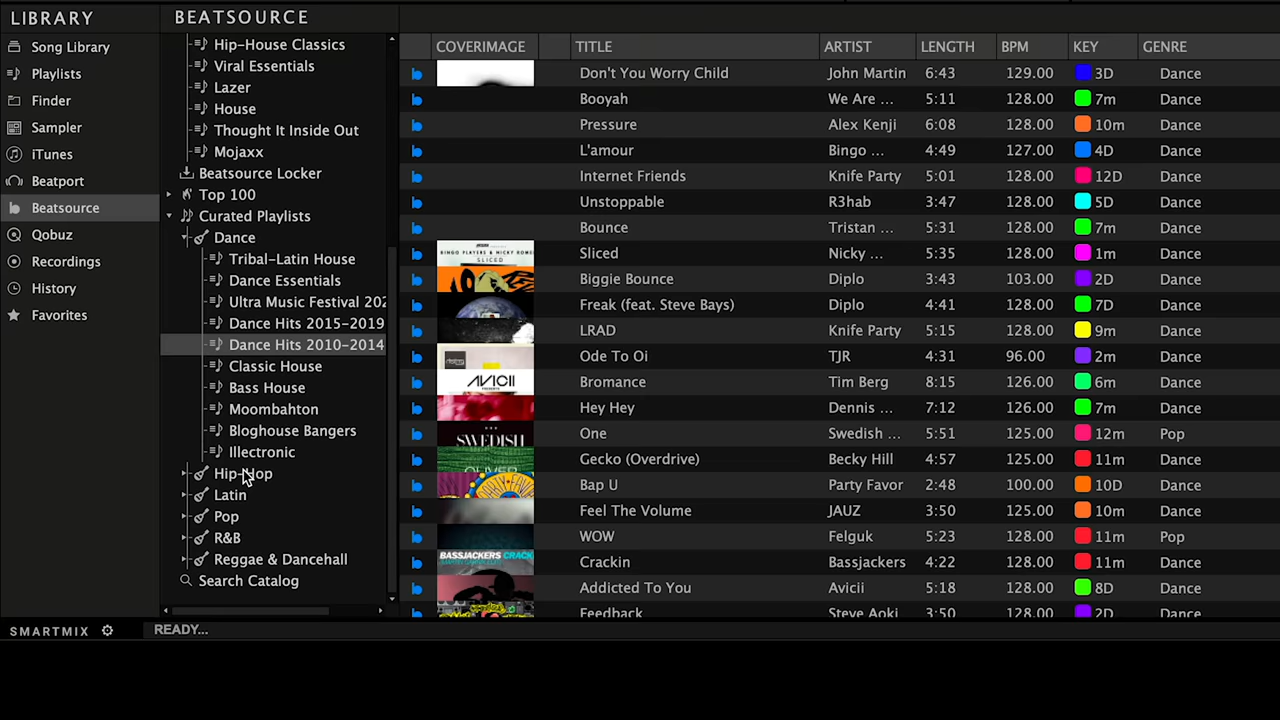 LIBRARY
Song Library
Playlists
Finder
Sampler
iTunes
Beatport
Beatsource
Qobuz
Recordings
History
Favorites
BEATSOURCE
Hip-House Classics
Viral Essentials
Lazer
House
Thought It Inside Out
Mojaxx
Beatsource Locker
Top 100
Curated Playlists
Dance
Tribal-Latin House
Dance Essentials
Ultra Music Festival 202
Dance Hits 2015-2019
Dance Hits 2010-2014
Classic House
Bass House
Moombahton
Bloghouse Bangers
Illectronic
Hip-Hop
Latin
Pop
R&B
Reggae & Dancehall
Search Catalog
COVERIMAGE TITLE ARTIST LENGTH BPM KEY GENRE
Don't You Worry Child John Martin 6:43 129.00 3D Dance
Booyah We Are ... 5:11 128.00 7m Dance
Pressure Alex Kenji 6:08 128.00 10m Dance
L'amour Bingo ... 4:49 127.00 4D Dance
Internet Friends Knife Party 5:01 128.00 12D Dance
Unstoppable R3hab 3:47 128.00 5D Dance
Bounce Tristan ... 5:35 128.00 7m Dance
BINGO PLAYERS & NICKY ROMERO
SLICED
Sliced Nicky ... 5:35 128.00 1m Dance
Biggie Bounce Diplo 3:43 103.00 2D Dance
Freak (feat. Steve Bays) Diplo 4:41 128.00 7D Dance
LRAD Knife Party 5:15 128.00 9m Dance
Ode To Oi TJR 4:31 96.00 2m Dance
AVICII
Bromance Tim Berg 8:15 126.00 6m Dance
Hey Hey Dennis ... 7:12 126.00 7m Dance
SWEDISH
One Swedish ... 5:51 125.00 12m Pop
Gecko (Overdrive) Becky Hill 4:57 125.00 11m Dance
Bap U Party Favor 2:48 100.00 10D Dance
Feel The Volume JAUZ 3:50 125.00 10m Dance
WOW Felguk 5:23 128.00 11m Pop
BASSJACKERS CRACK
Crackin Bassjackers 4:22 128.00 11m Dance
Addicted To You Avicii 5:18 128.00 8D Dance
Feedback Steve Aoki 3:50 128.00 2D Dance
SMARTMIX
READY...